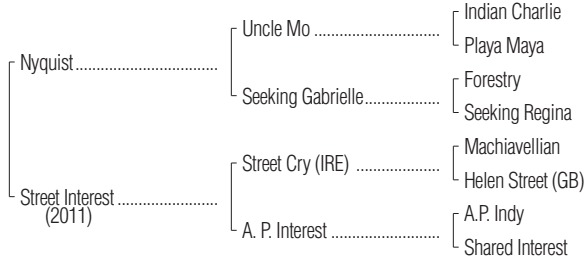 Indian Charlie
Uncle Mo ................................
Playa Maya
Nyquist ....................................
Forestry
Seeking Gabrielle ...................
Seeking Regina
Machiavellian
Street Cry (IRE) .....................
Helen Street (GB)
Street Interest .........................
(2011)
A.P. Indy
A. P. Interest ...........................
Shared Interest